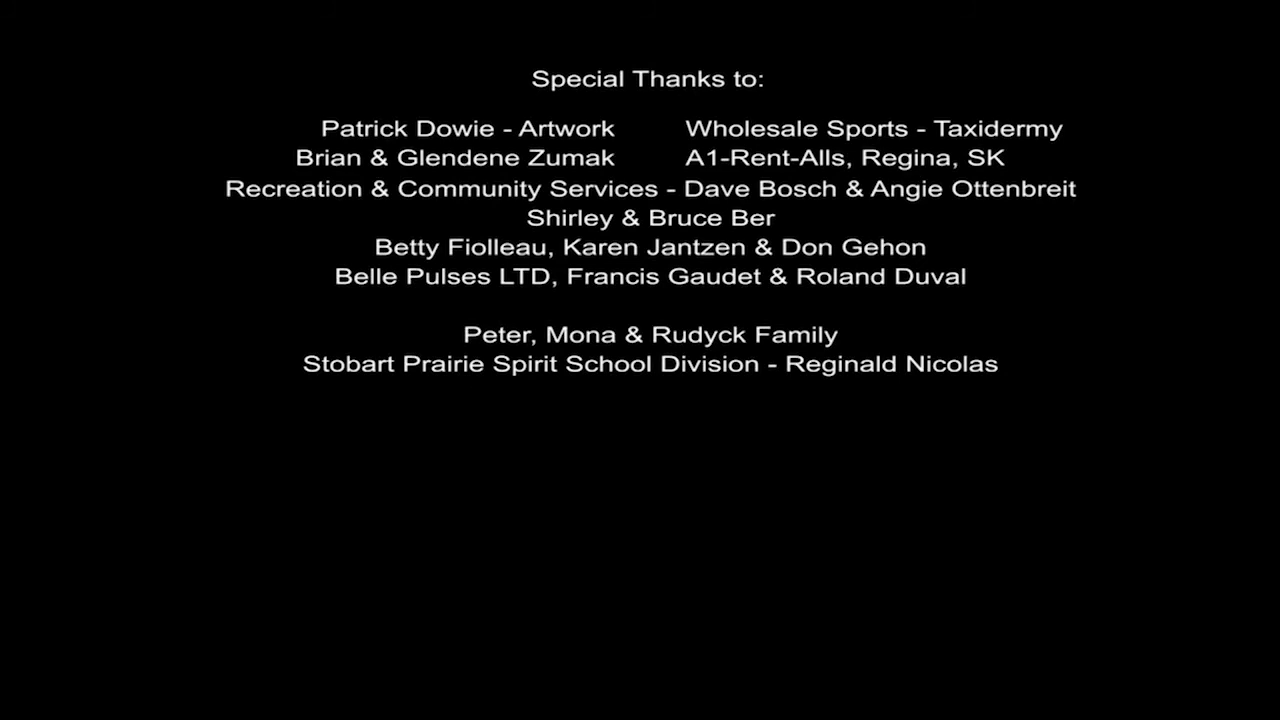 Special Thanks to:
Patrick Dowie - Artwork Wholesale Sports - Taxidermy
Brian & Glendene Zumak A1-Rent-Alls, Regina, SK
Recreation & Community Services - Dave Bosch & Angie Ottenbreit
Shirley & Bruce Ber
Betty Fiolleau, Karen Jantzen & Don Gehon
Belle Pulses LTD, Francis Gaudet & Roland Duval
Peter, Mona & Rudyck Family
Stobart Prairie Spirit School Division - Reginald Nicolas